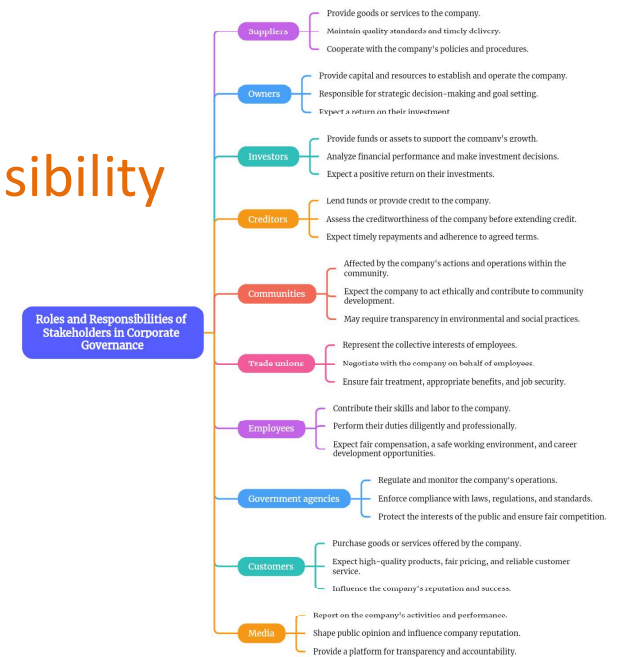 sibility
Roles and Responsibilities of
Stakeholders in Corporate
Governance
Suppliers
Provide goods or services to the company.
Maintain quality standards and timely delivery.
Cooperate with the company's policies and procedures.
Owners
Provide capital and resources to establish and operate the company.
Responsible for strategic decision-making and goal setting.
Expect a return on their investment
Investors
Provide funds or assets to support the company's growth.
Analyze financial performance and make investment decisions.
Expect a positive return on their investments.
Creditors
Lend funds or provide credit to the company.
Assess the creditworthiness of the company before extending credit.
Expect timely repayments and adherence to agreed terms.
Communities
Affected by the company's actions and operations within the
community.
Expect the company to act ethically and contribute to community
development.
May require transparency in environmental and social practices.
Trade unions
Represent the collective interests of employees.
Negotiate with the company on behalf of employees.
Ensure fair treatment, appropriate benefits, and job security.
Employees
Contribute their skills and labor to the company.
Perform their duties diligently and professionally.
Expect fair compensation, a safe working environment, and career
development opportunities.
Government agencies
Regulate and monitor the company's operations.
Enforce compliance with laws, regulations, and standards.
Protect the interests of the public and ensure fair competition.
Customers
Purchase goods or services offered by the company.
Expect high-quality products, fair pricing, and reliable customer
service.
Influence the company's reputation and success.
Media
Report on the company's activities and performance.
Shape public opinion and influence company reputation.
Provide a platform for transparency and accountability.